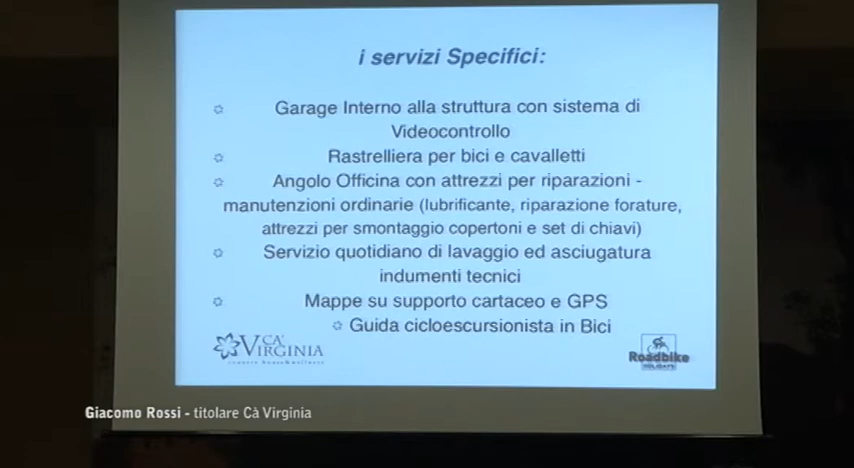 i servizi Specifici:
Garage Interno alla struttura con sistema di
Videocontrollo
Rastrelliera per bici e cavalletti
Angolo Officina con attrezzi per riparazioni -
manutenzioni ordinarie (lubrificante, riparazione forature,
attrezzi per smontaggio copertoni e set di chiavi)
Servizio quotidiano di lavaggio ed asciugatura
indumenti tecnici
Mappe su supporto cartaceo e GPS
Guida cicloescursionista in Bici
CA' VIRGINIA
Roadbike
HOLIDAYS
Giacomo Rossi - titolare Cà Virginia